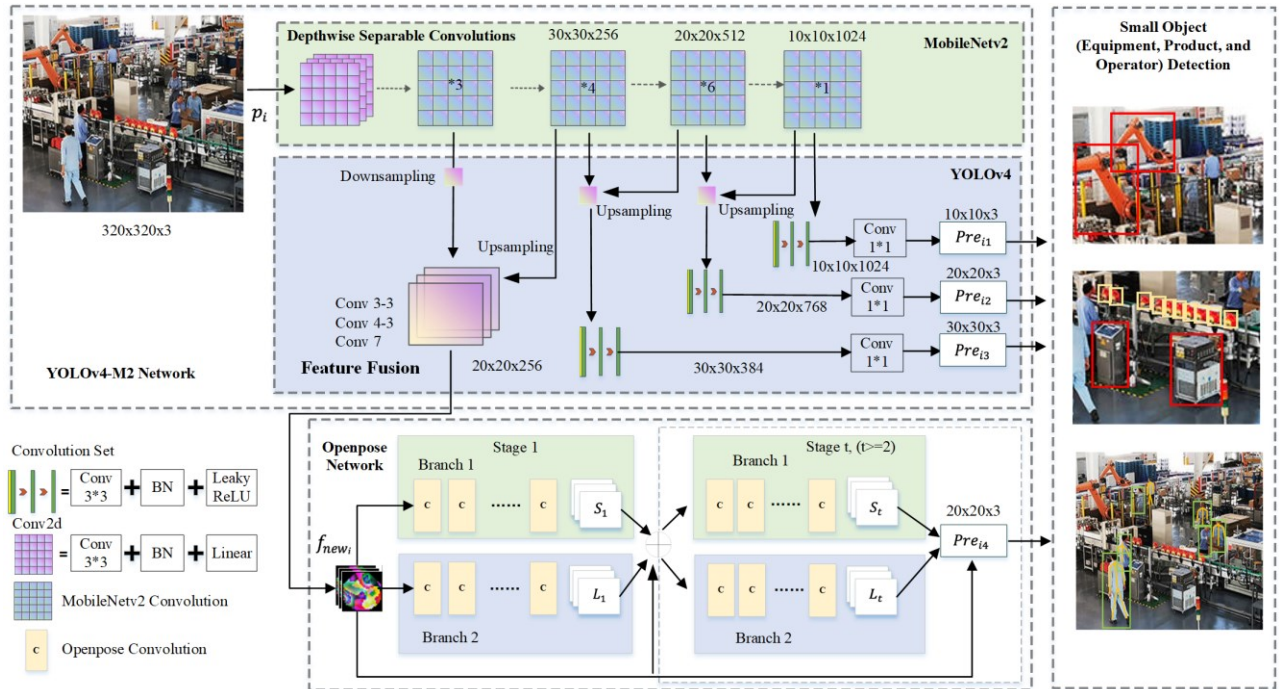 Depthwise Separable Convolutions
30x30x256
20x20x512
10x10x1024
MobileNetv2
*3
*4
*6
*1
p_i
320x320x3
YOLOv4-M2 Network
YOLOv4
Downsampling
Upsampling
Upsampling
Upsampling
Conv 3-3
Conv 4-3
Conv 7
Feature Fusion
20x20x256
10x10x1024
Conv
1*1
10x10x3
Pre_i1
20x20x768
Conv
1*1
20x20x3
Pre_i2
30x30x384
Conv
1*1
30x30x3
Pre_i3
Small Object
(Equipment, Product, and
Operator) Detection
Convolution Set
=
Conv
3*3
+
BN
+
Leaky
ReLU
Conv2d
=
Conv
3*3
+
BN
+
Linear
MobileNetv2 Convolution
C
Openpose Convolution
Openpose
Network
Stage 1
Branch 1
C
C
......
C
S_1
f_new_i
C
C
......
C
L_1
Branch 2
Stage t, (t>=2)
Branch 1
C
C
......
C
S_t
C
C
......
C
L_t
Branch 2
20x20x3
Pre_i4